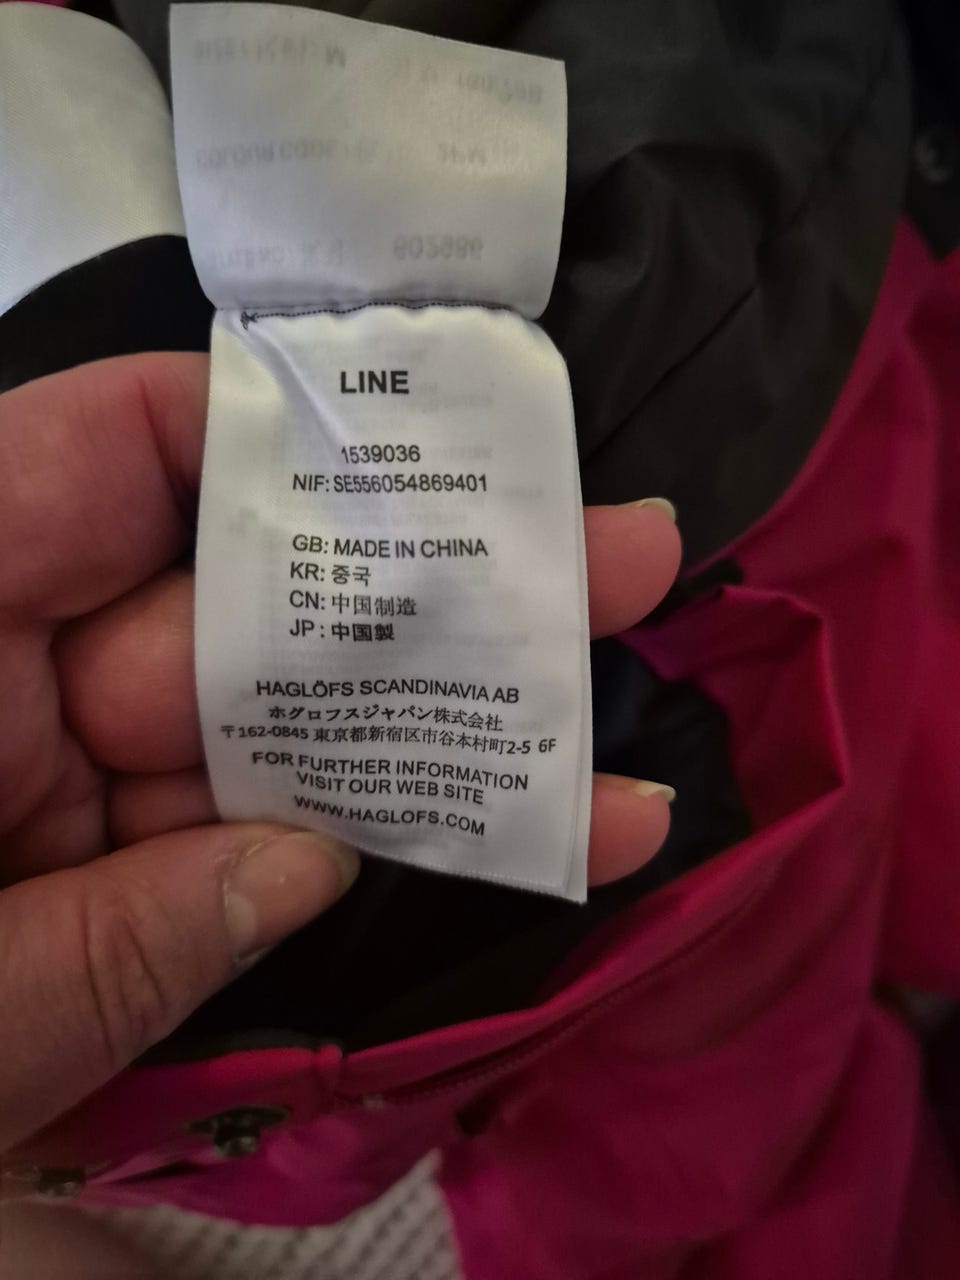 602986
LINE
1539036
NIF: SE556054869401
GB: MADE IN CHINA
KR: 중국
CN: 中国制造
JP : 中国製
HAGLÖFS SCANDINAVIA AB
ホグロフスジャパン株式会社
〒162-0845 東京都新宿区市谷本村町2-5 6F
FOR FURTHER INFORMATION
VISIT OUR WEB SITE
WWW.HAGLOFS.COM